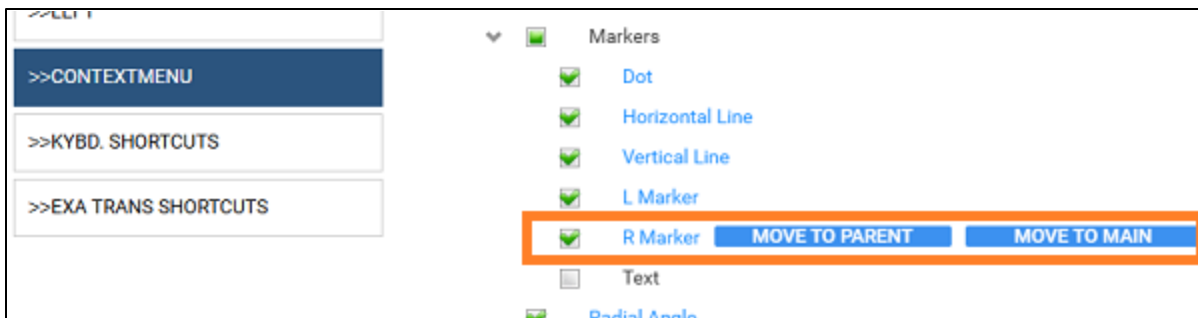 >>LEFT
>>CONTEXTMENU
>>KYBD. SHORTCUTS
>>EXA TRANS SHORTCUTS
Markers
Dot
Horizontal Line
Vertical Line
L Marker
R Marker MOVE TO PARENT MOVE TO MAIN
Text
Radial Angle